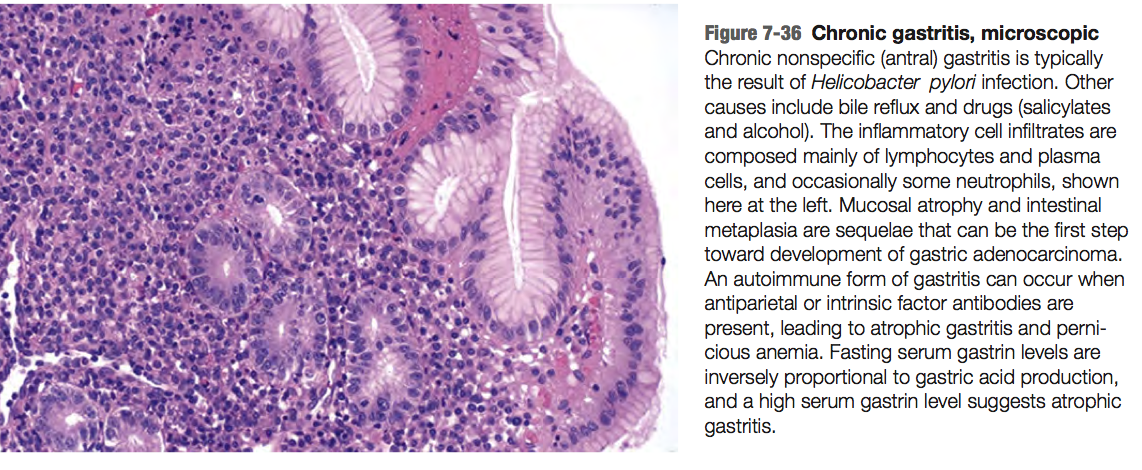 Figure 7-36 Chronic gastritis, microscopic
Chronic nonspecific (antral) gastritis is typically
the result of Helicobacter pylori infection. Other
causes include bile reflux and drugs (salicylates
and alcohol). The inflammatory cell infiltrates are
composed mainly of lymphocytes and plasma
cells, and occasionally some neutrophils, shown
here at the left. Mucosal atrophy and intestinal
metaplasia are sequelae that can be the first step
toward development of gastric adenocarcinoma.
An autoimmune form of gastritis can occur when
antiparietal or intrinsic factor antibodies are
present, leading to atrophic gastritis and perni-
cious anemia. Fasting serum gastrin levels are
inversely proportional to gastric acid production,
and a high serum gastrin level suggests atrophic
gastritis.